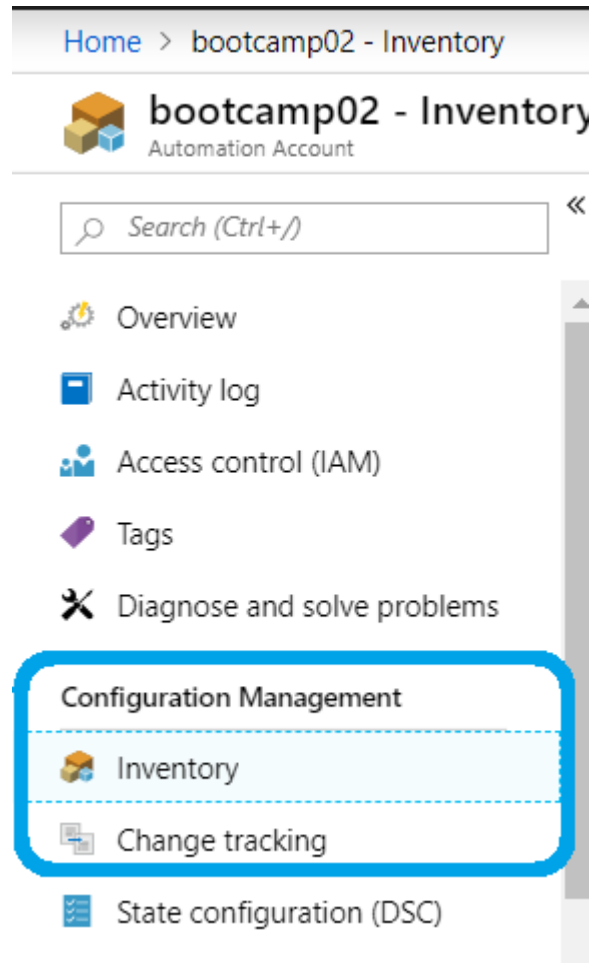 Home > bootcamp02 - Inventory
bootcamp02 - Inventory
Automation Account
Search (Ctrl+/)
«
Overview
Activity log
Access control (IAM)
Tags
Diagnose and solve problems
Configuration Management
Inventory
Change tracking
State configuration (DSC)